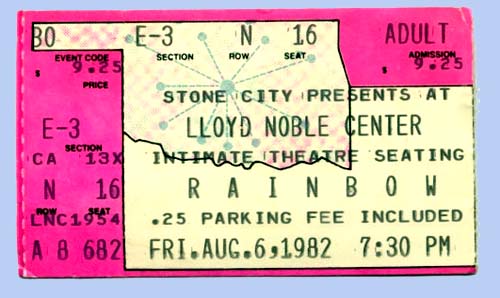 80 E-3 N 16 ADULT
EVENT CODE SECTION ROW SEAT ADMISSION
$ 9.25 $ 9.25
PRICE
STONE CITY PRESENTS AT
E-3 LLOYD NOBLE CENTER
SECTION
CA 13X INTIMATE THEATRE SEATING
N 16 RAINBOW
ROW SEAT
LNC1954 .25 PARKING FEE INCLUDED
A 8 682 FRI.AUG.6,1982 7:30 PM